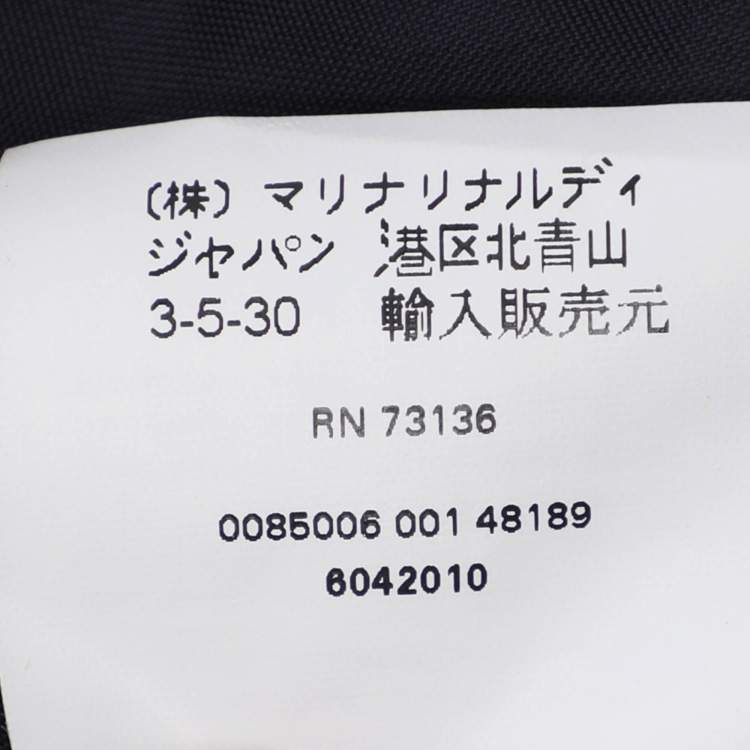 (株) マリナリナルディ
ジャパン 港区北青山
3-5-30 輸入販売元
RN 73136
0085006 001 48189
6042010